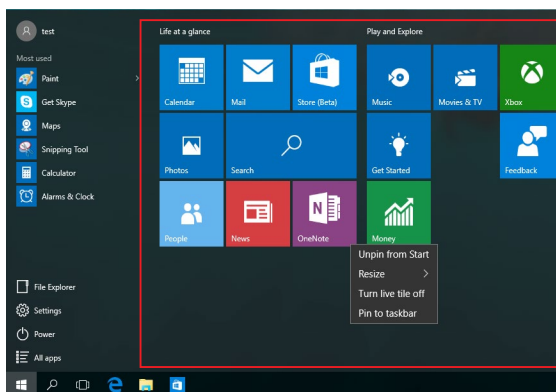 test
Life at a glance
Play and Explore
Most used
Paint
Get Skype
Maps
Snipping Tool
Calculator
Alarms & Clock
Calendar
Mail
Store (Beta)
Music
Movies & TV
Xbox
Photos
Search
Get Started
Feedback
People
News
OneNote
Money
Unpin from Start
Resize
Turn live tile off
Pin to taskbar
File Explorer
Settings
Power
All apps